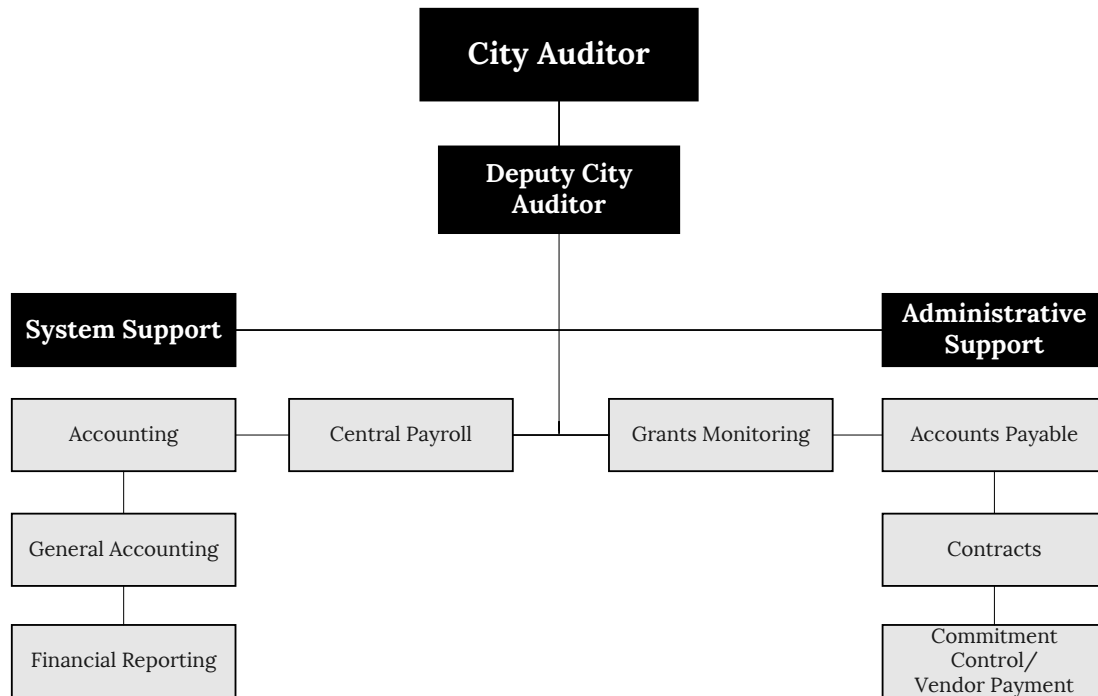 City Auditor
Deputy City
Auditor
System Support
Administrative
Support
Accounting
Central Payroll
Grants Monitoring
Accounts Payable
General Accounting
Contracts
Financial Reporting
Commitment
Control/
Vendor Payment